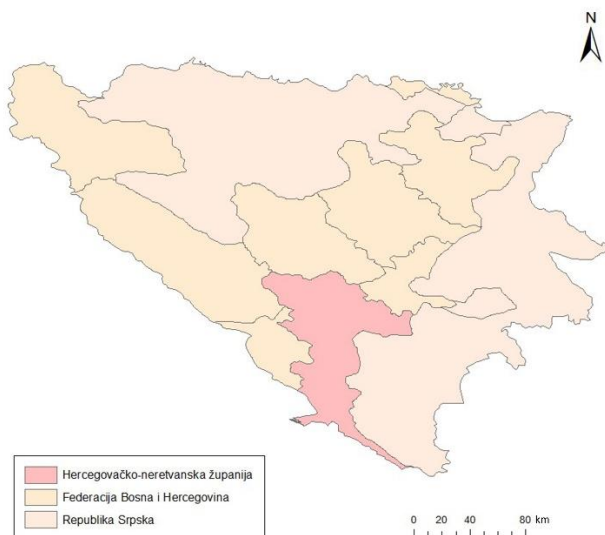 N
Hercegovačko-neretvanska županija
Federacija Bosna i Hercegovina
Republika Srpska
0 20 40 80 km